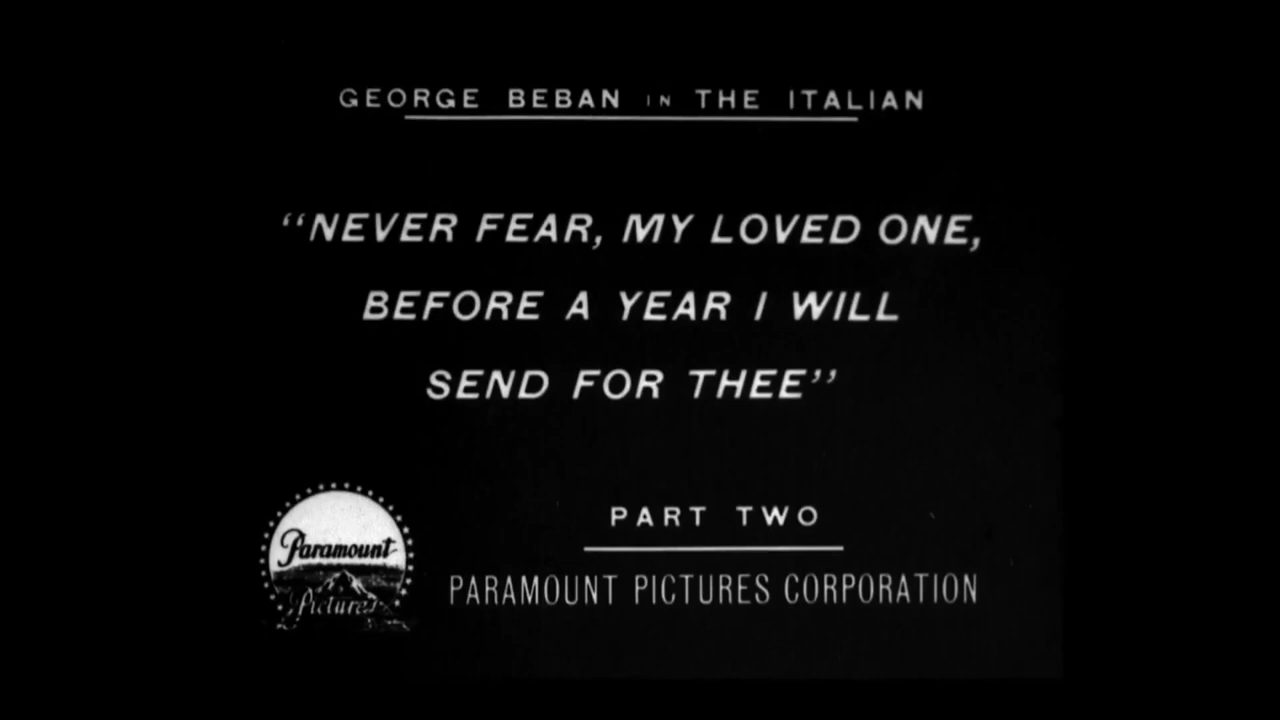 GEORGE BEBAN IN THE ITALIAN
“NEVER FEAR, MY LOVED ONE,
BEFORE A YEAR I WILL
SEND FOR THEE”
PART TWO
PARAMOUNT PICTURES CORPORATION
Paramount
Pictures